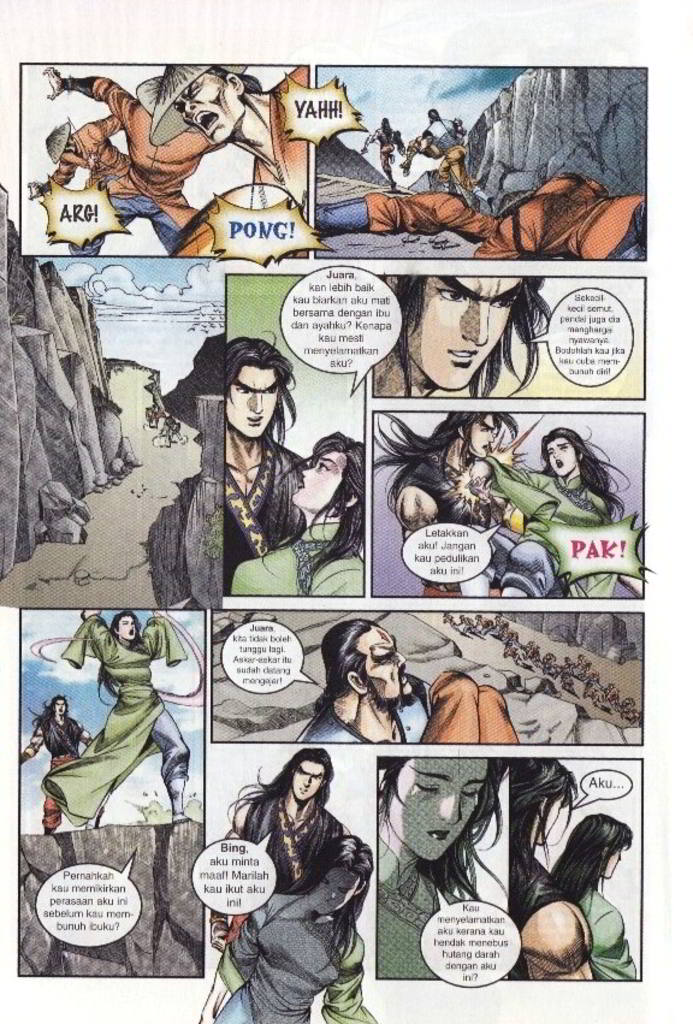 YAHH!
ARG!
PONG!
Juara,
kan lebih baik
kau biarkan aku mati
bersama dengan ibu
dan ayahku? Kenapa
kau mesti
menyelamatkan
aku?
Sekecil-
kecil semut,
pandai juga dia
menghargai
nyawanya.
Bodohlah kau jika
kau cuba mem-
bunuh diri!
Letakkan
aku! Jangan
kau pedulikan
aku ini!
PAK!
Juara,
kita tidak boleh
tunggu lagi.
Askar-askar itu
sudah datang
mengejar!
Pernahkah
kau memikirkan
perasaan aku ini
sebelum kau mem-
bunuh ibuku?
Bing,
aku minta
maaf! Marilah
kau ikut aku
ini!
Kau
menyelamatkan
aku kerana kau
hendak menebus
hutang darah
dengan aku
ini?
Aku...